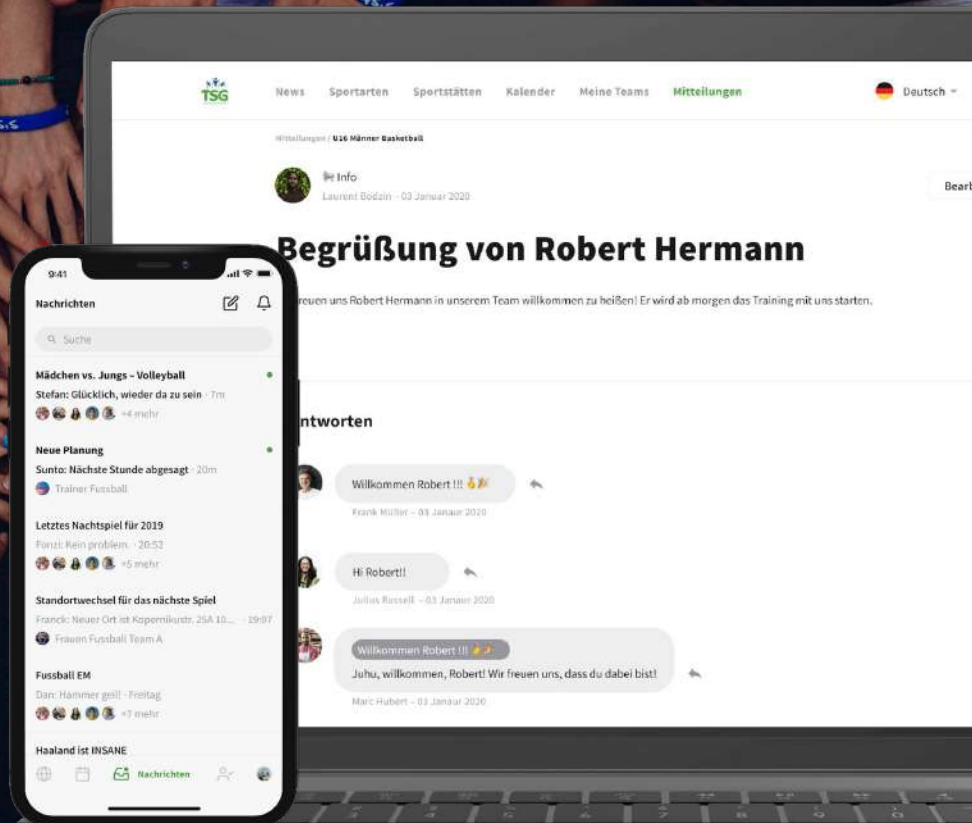 S.S
TSG
News Sportarten Sportstätten Kalender Meine Teams Mitteilungen
Deutsch
Mitteilungen / U16 Männer Basketball
Info
Laurent Bodzin – 03 Januar 2020
Bearb
Begrüßung von Robert Hermann
reuen uns Robert Hermann in unserem Team willkommen zu heißen! Er wird ab morgen das Training mit uns starten.
ntworten
Willkommen Robert !!! 🥇🎉
Frank Müller – 03 Janaur 2020
Hi Robert!!
Julius Russell – 03 Janaur 2020
Willkommen Robert !!! 🥇🎉
Juhu, willkommen, Robert! Wir freuen uns, dass du dabei bist!
Marc Hubert – 03 Janaur 2020
9:41
Nachrichten
Suche
Mädchen vs. Jungs – Volleyball
Stefan: Glücklich, wieder da zu sein · 7m
+4 mehr
Neue Planung
Sunto: Nächste Stunde abgesagt · 20m
Trainer Fussball
Letztes Nachtspiel für 2019
Fonzi: Kein problem. · 20:52
+5 mehr
Standortwechsel für das nächste Spiel
Franck: Neuer Ort ist Kopernikustr. 25A 10... · 19:07
Frauen Fussball Team A
Fussball EM
Dan: Hammer geil! · Freitag
+7 mehr
Haaland ist INSANE
Nachrichten